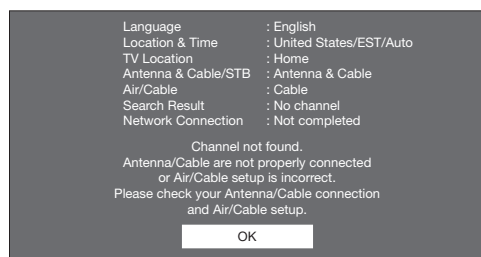 Language : English
Location & Time : United States/EST/Auto
TV Location : Home
Antenna & Cable/STB : Antenna & Cable
Air/Cable : Cable
Search Result : No channel
Network Connection : Not completed
Channel not found.
Antenna/Cable are not properly connected
or Air/Cable setup is incorrect.
Please check your Antenna/Cable connection
and Air/Cable setup.
OK